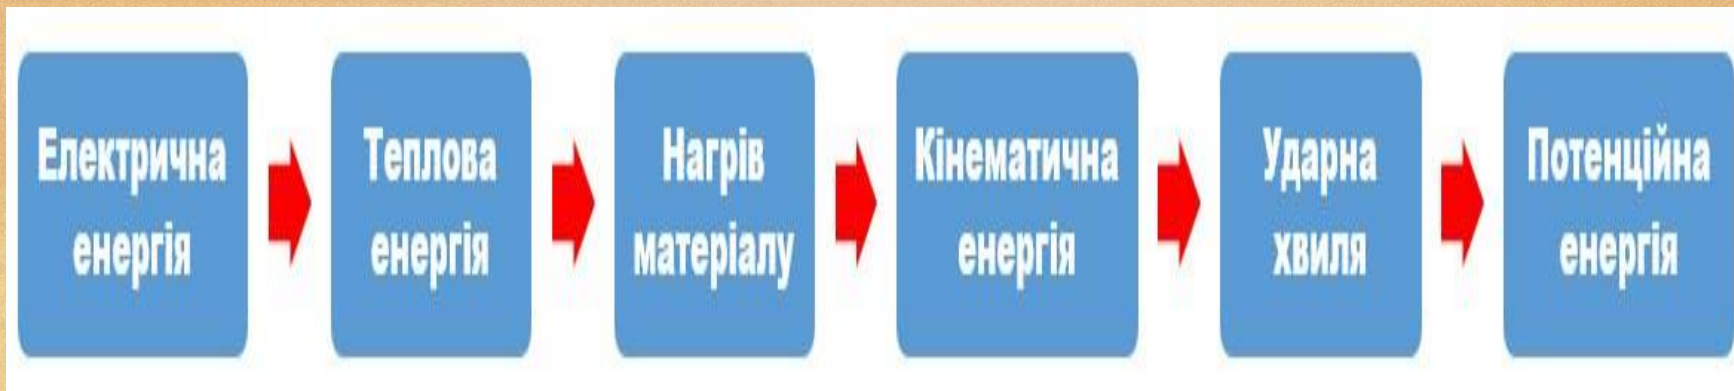 Електрична
енергія
Теплова
енергія
Нагрів
матеріалу
Кінематична
енергія
Ударна
хвиля
Потенційна
енергія